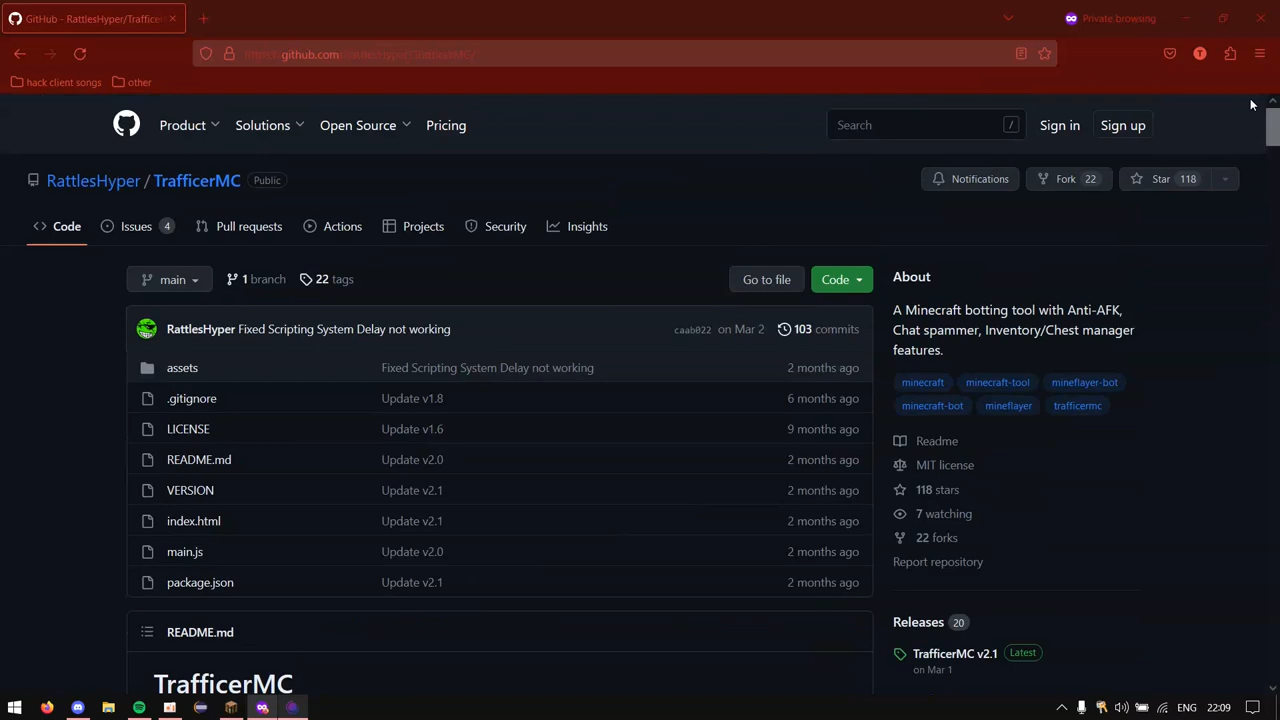 GitHub - RattlesHyper/Traffice
Private browsing
github.com
hack client songs
other
Product
Solutions
Open Source
Pricing
Search
/
Sign in
Sign up
RattlesHyper / TrafficerMC
Public
Notifications
Fork 22
Star 118
Code
Issues 4
Pull requests
Actions
Projects
Security
Insights
main
1 branch
22 tags
Go to file
Code
RattlesHyper Fixed Scripting System Delay not working
caab022 on Mar 2
103 commits
assets
Fixed Scripting System Delay not working
2 months ago
.gitignore
Update v1.8
6 months ago
LICENSE
Update v1.6
9 months ago
README.md
Update v2.0
2 months ago
VERSION
Update v2.1
2 months ago
index.html
Update v2.1
2 months ago
main.js
Update v2.0
2 months ago
package.json
Update v2.1
2 months ago
README.md
TrafficerMC
About
A Minecraft botting tool with Anti-AFK,
Chat spammer, Inventory/Chest manager
features.
minecraft
minecraft-tool
mineflayer-bot
minecraft-bot
mineflayer
trafficermc
Readme
MIT license
118 stars
7 watching
22 forks
Report repository
Releases 20
TrafficerMC v2.1
Latest
on Mar 1
ENG
22:09